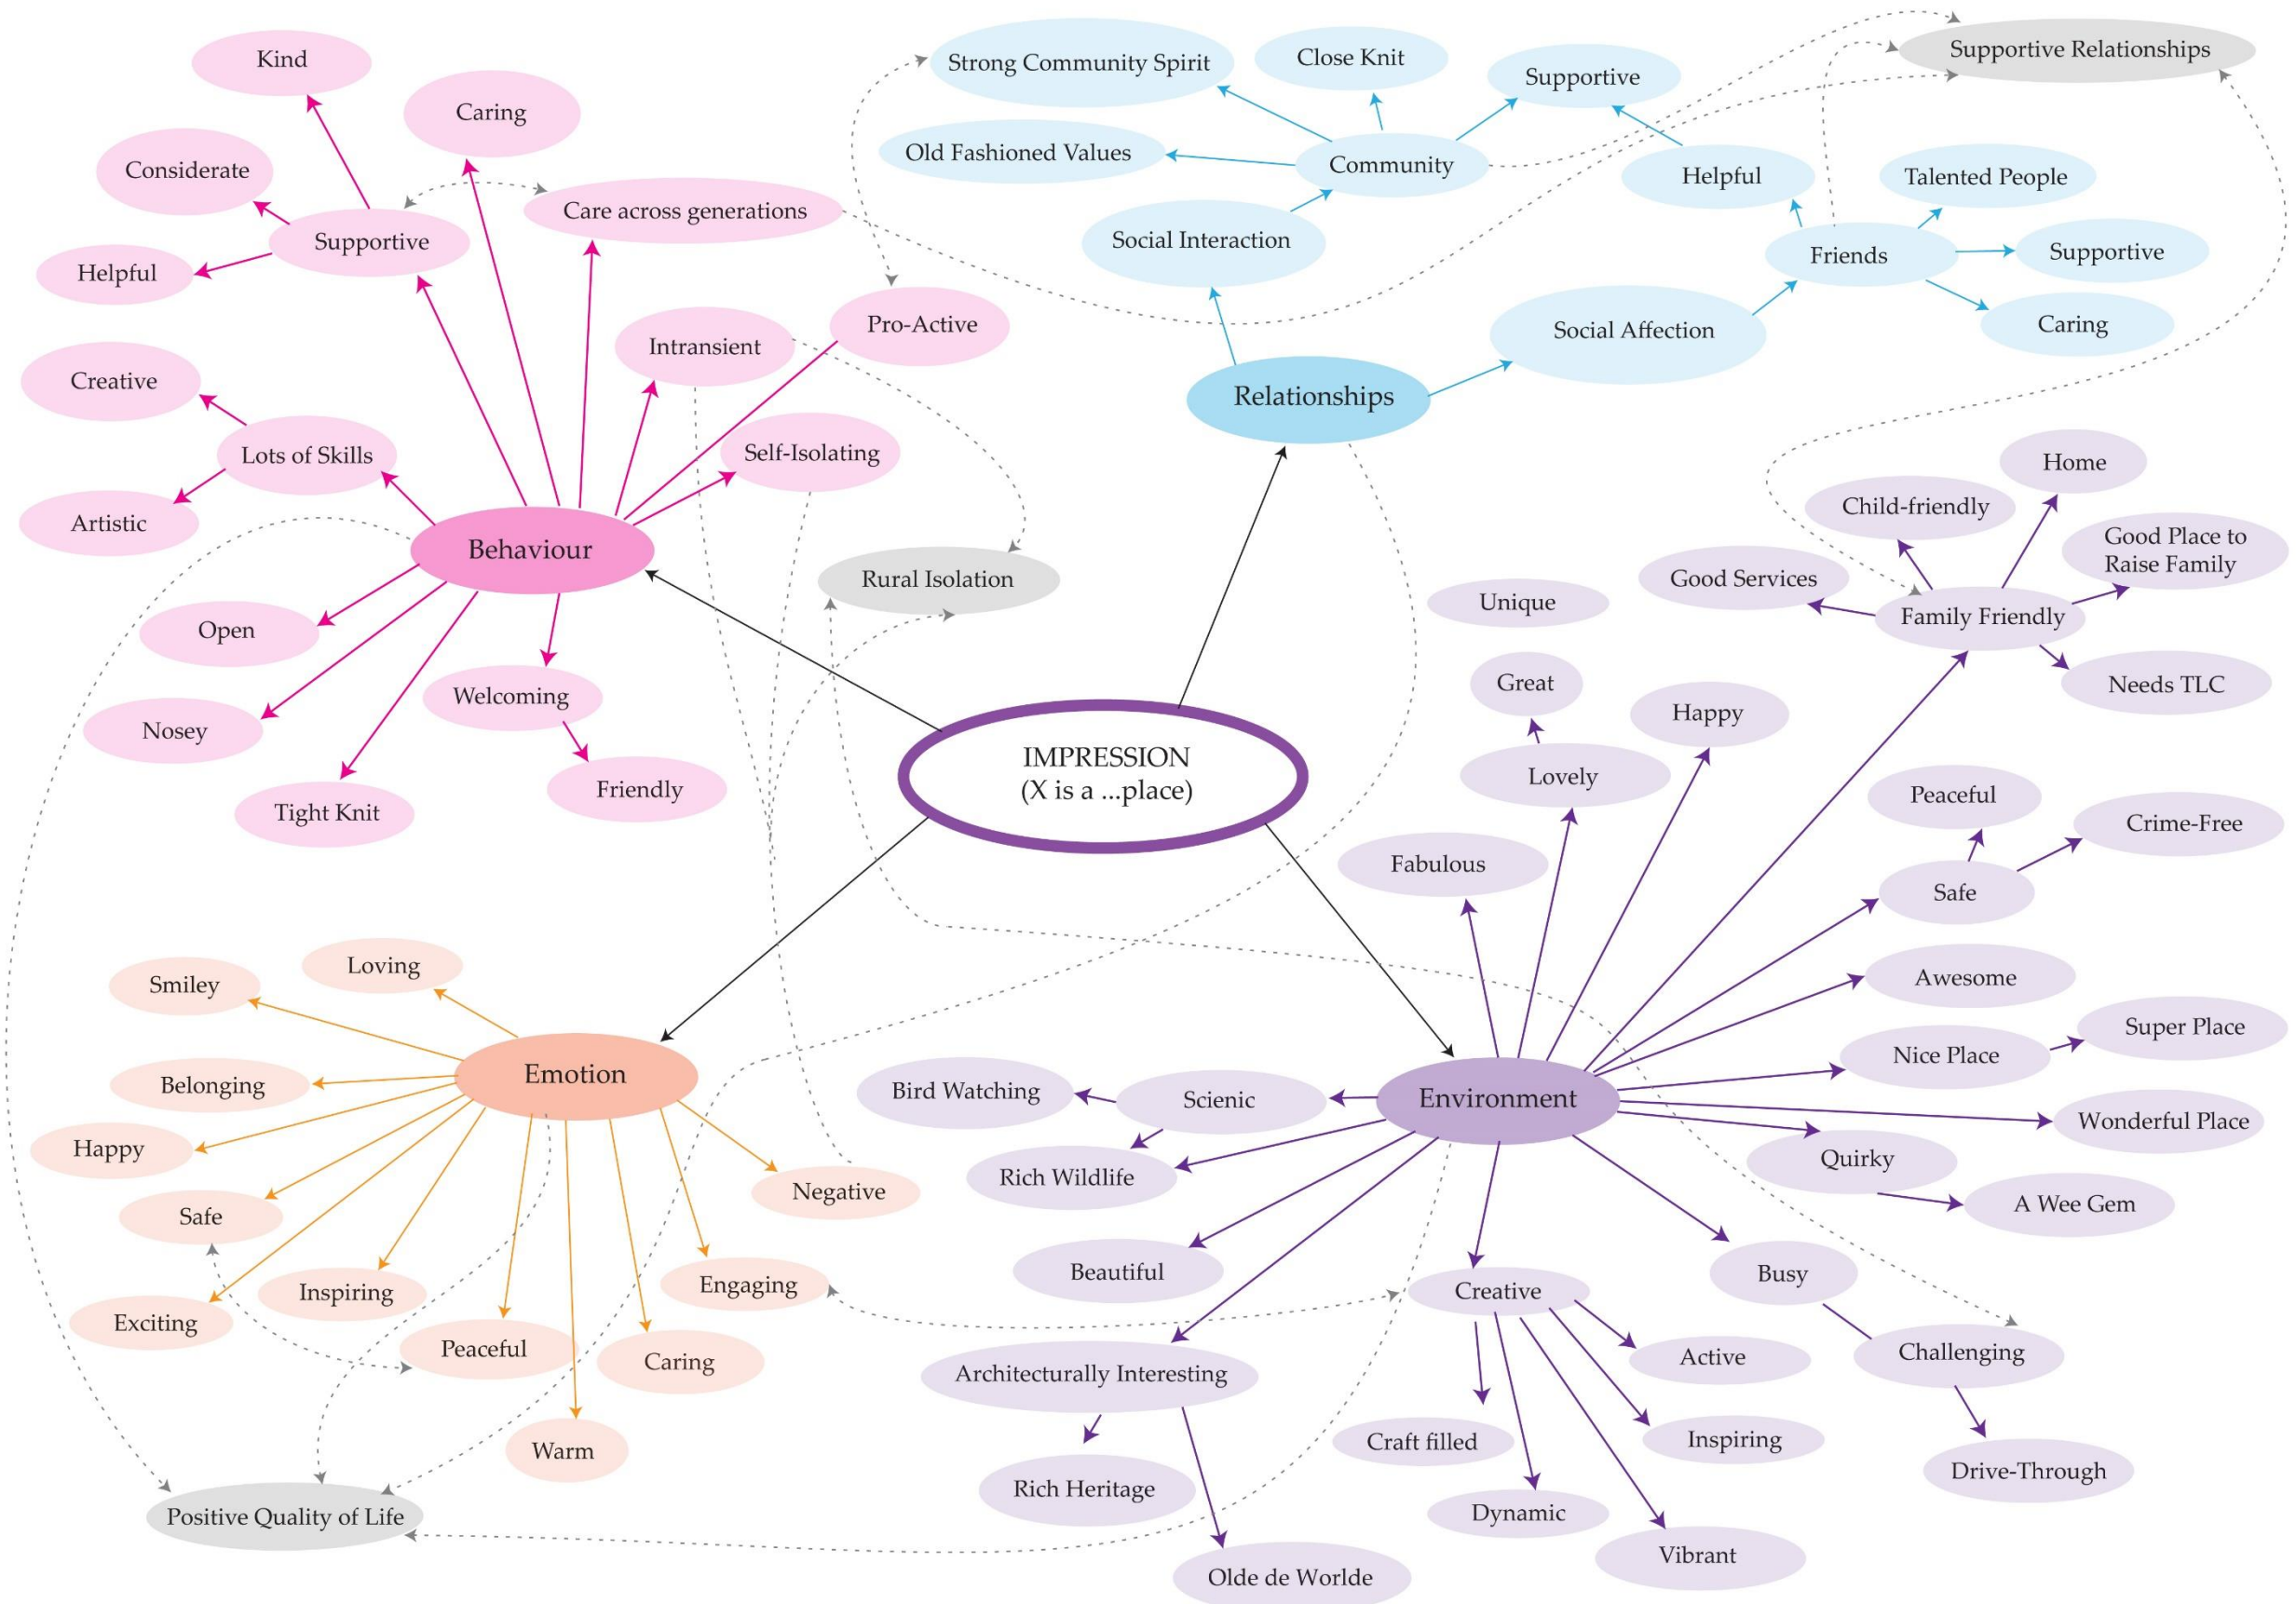 Kind
Caring
Considerate
Supportive
Care across generations
Helpful
Intransient
Pro-Active
Creative
Lots of Skills
Self-Isolating
Artistic
Behaviour
Open
Welcoming
Nosey
Friendly
Tight Knit
Strong Community Spirit
Close Knit
Supportive
Supportive Relationships
Old Fashioned Values
Community
Helpful
Talented People
Social Interaction
Friends
Supportive
Social Affection
Caring
Relationships
Rural Isolation
IMPRESSION
(X is a ...place)
Home
Child-friendly
Good Place to
Raise Family
Good Services
Family Friendly
Unique
Needs TLC
Great
Happy
Lovely
Peaceful
Crime-Free
Fabulous
Safe
Awesome
Super Place
Nice Place
Environment
Wonderful Place
Bird Watching
Scienic
Rich Wildlife
Quirky
A Wee Gem
Beautiful
Creative
Busy
Challenging
Active
Architecturally Interesting
Craft filled
Inspiring
Drive-Through
Rich Heritage
Dynamic
Vibrant
Olde de Worlde
Loving
Smiley
Emotion
Belonging
Happy
Negative
Safe
Engaging
Inspiring
Exciting
Peaceful
Caring
Warm
Positive Quality of Life